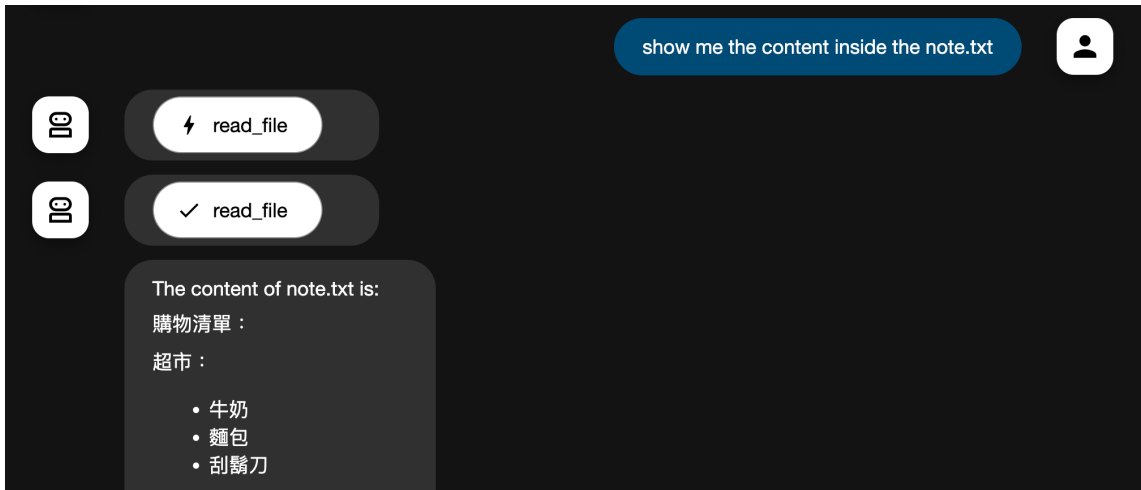 show me the content inside the note.txt
read_file
read_file
The content of note.txt is:
購物清單：
超市：
• 牛奶
• 麵包
• 刮鬍刀